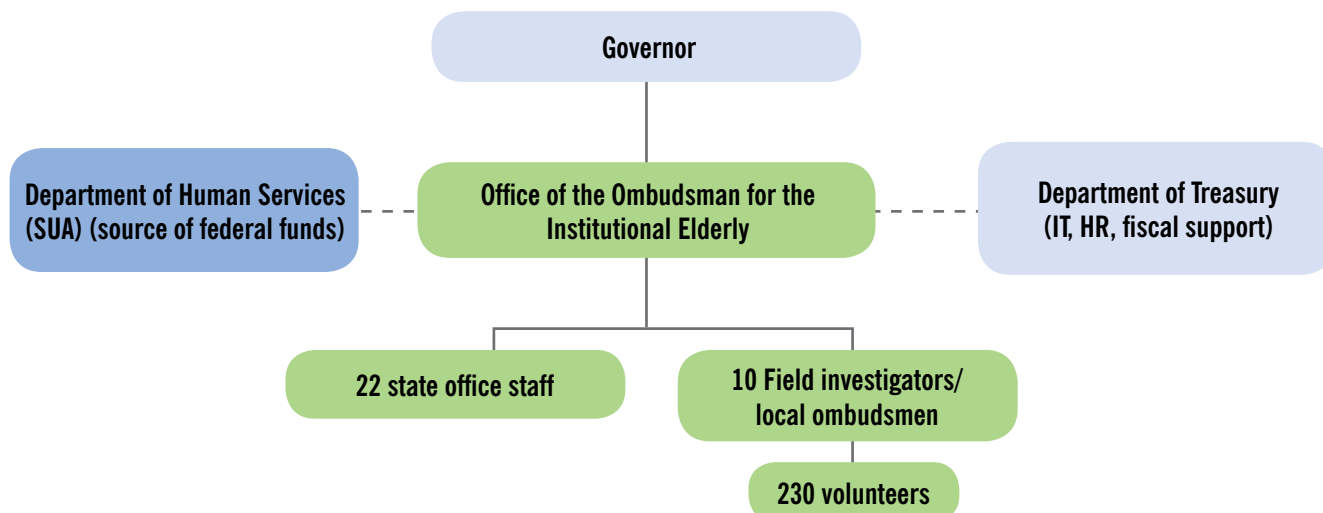 Governor
Department of Human Services
(SUA) (source of federal funds)
Office of the Ombudsman for the
Institutional Elderly
Department of Treasury
(IT, HR, fiscal support)
22 state office staff
10 Field investigators/
local ombudsmen
230 volunteers